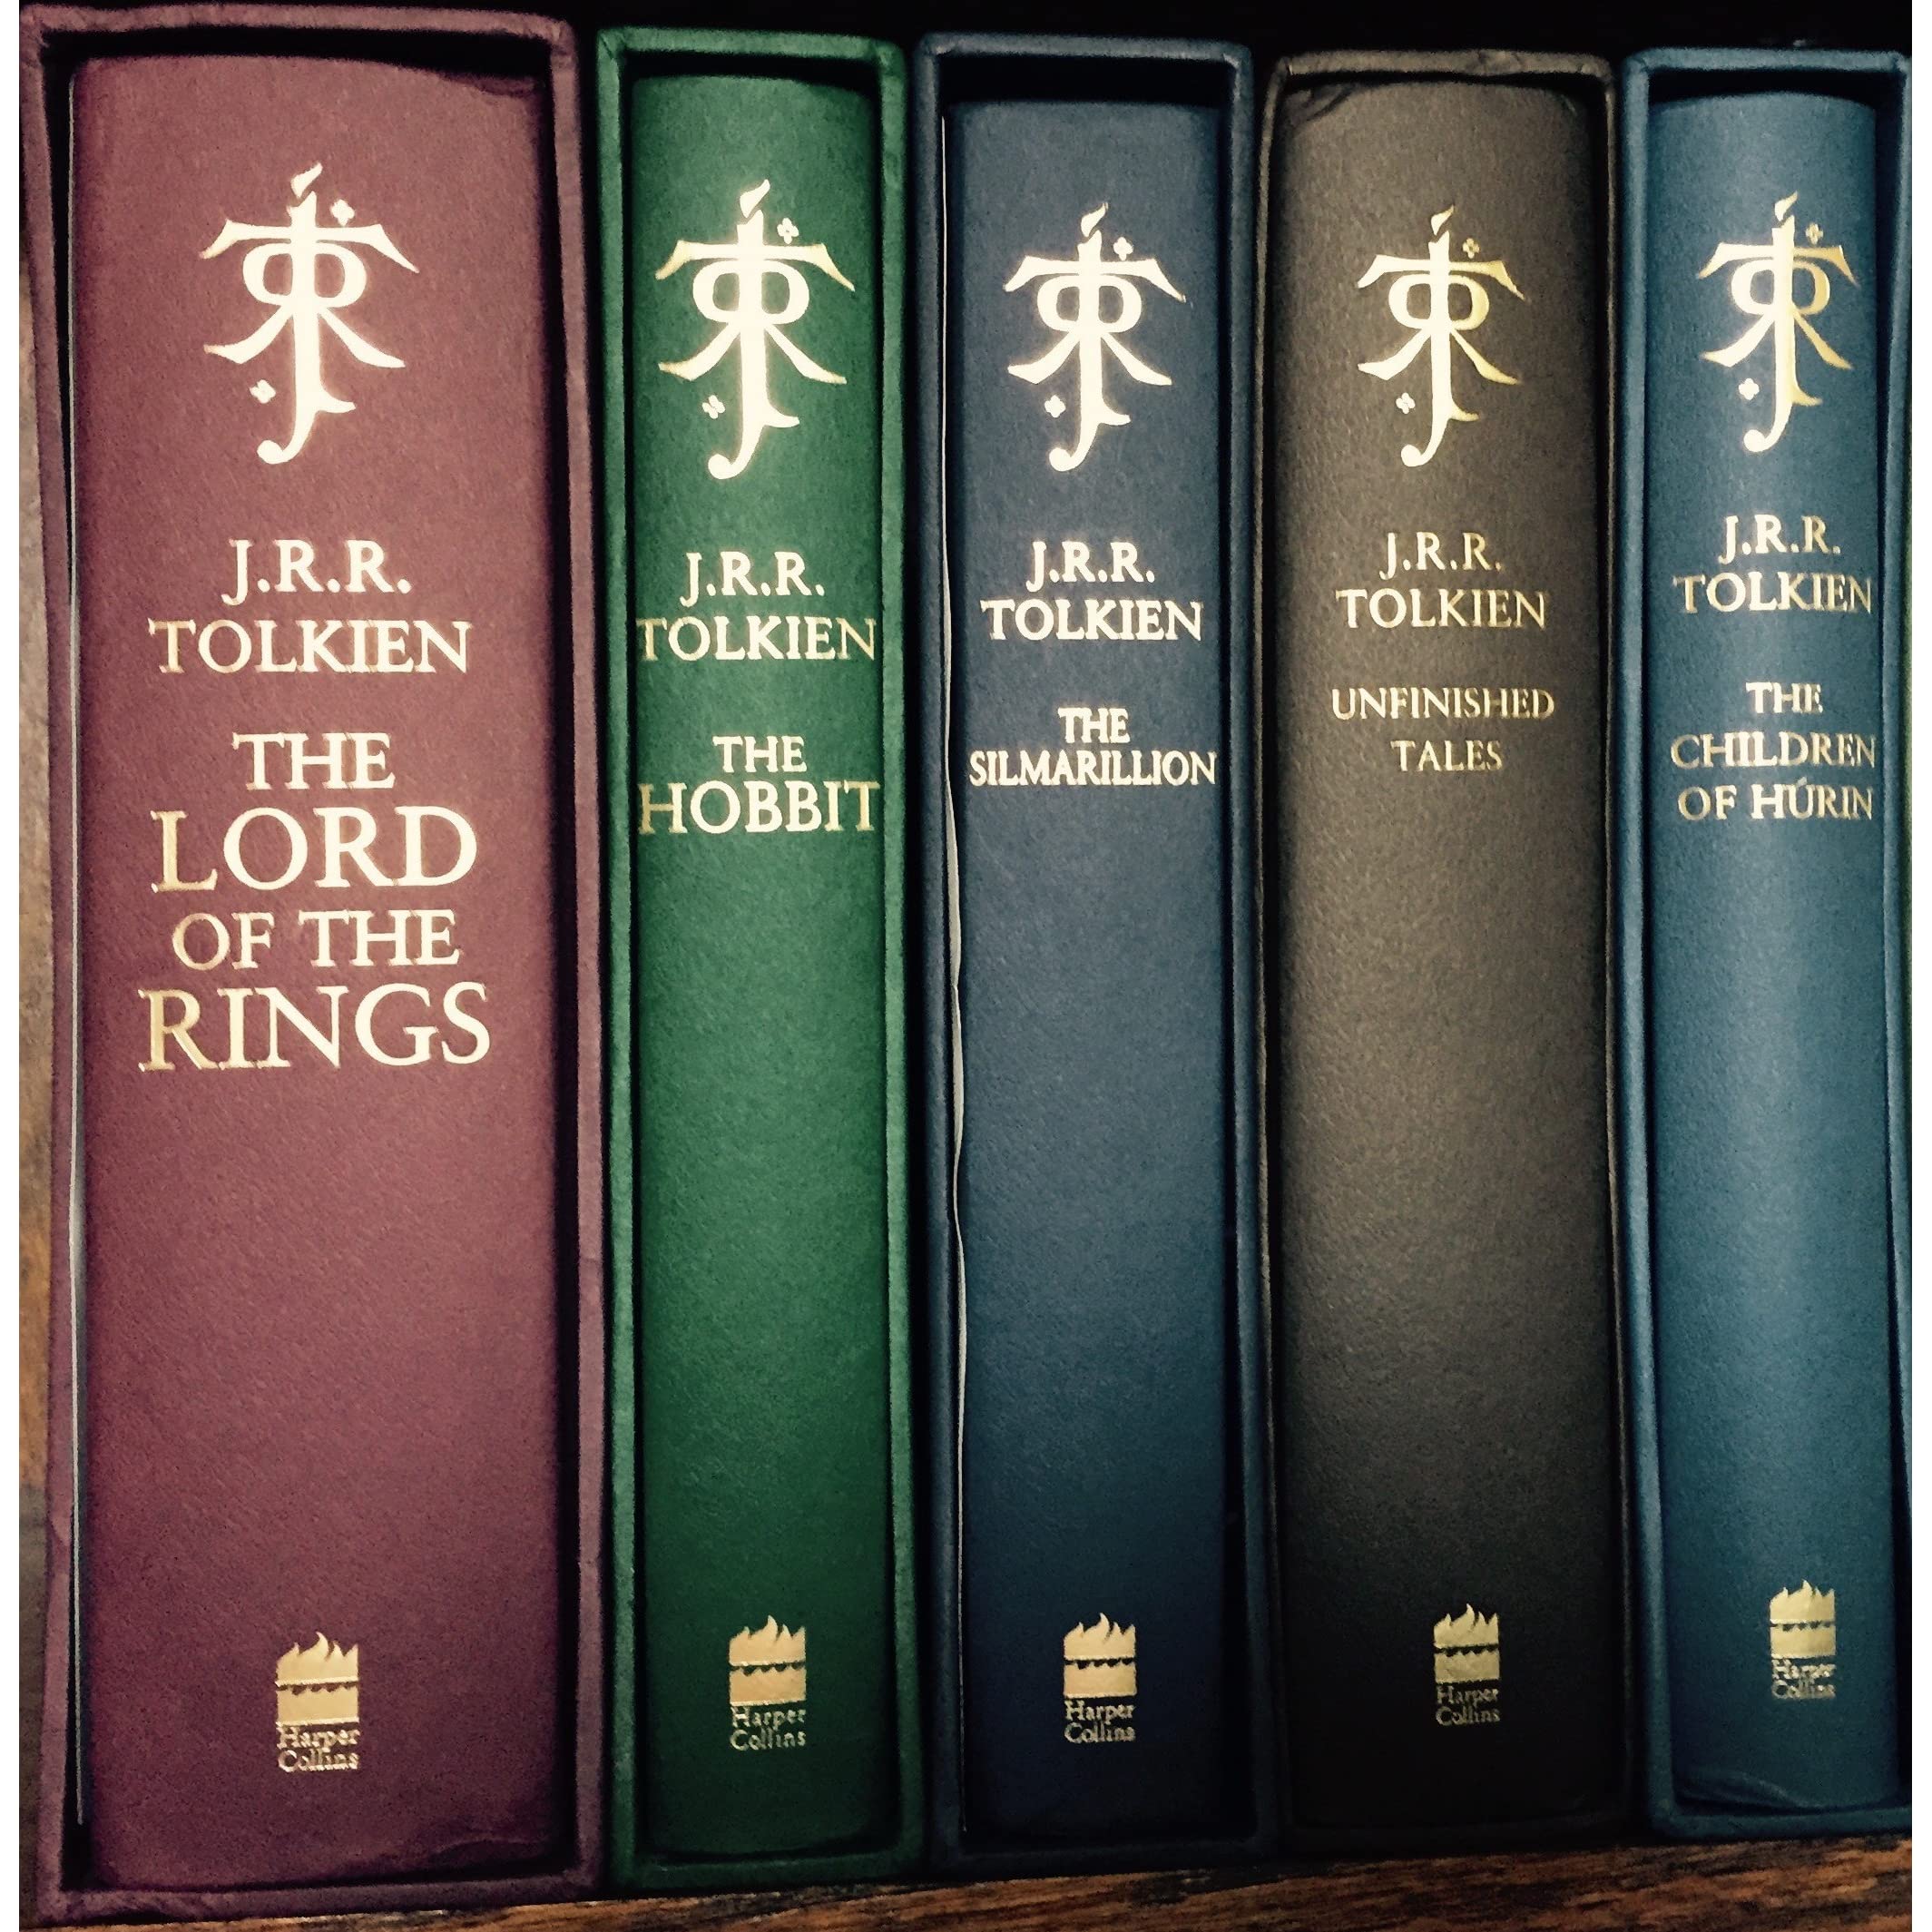 J.R.R.
TOLKIEN
THE
LORD
OF THE
RINGS
Harper
Collins
J.R.R.
TOLKIEN
THE
HOBBIT
Harper
Collins
J.R.R.
TOLKIEN
THE
SILMARILLION
Harper
Collins
J.R.R.
TOLKIEN
UNFINISHED
TALES
Harper
Collins
J.R.R.
TOLKIEN
THE
CHILDREN
OF HÚRIN
Harper
Collins